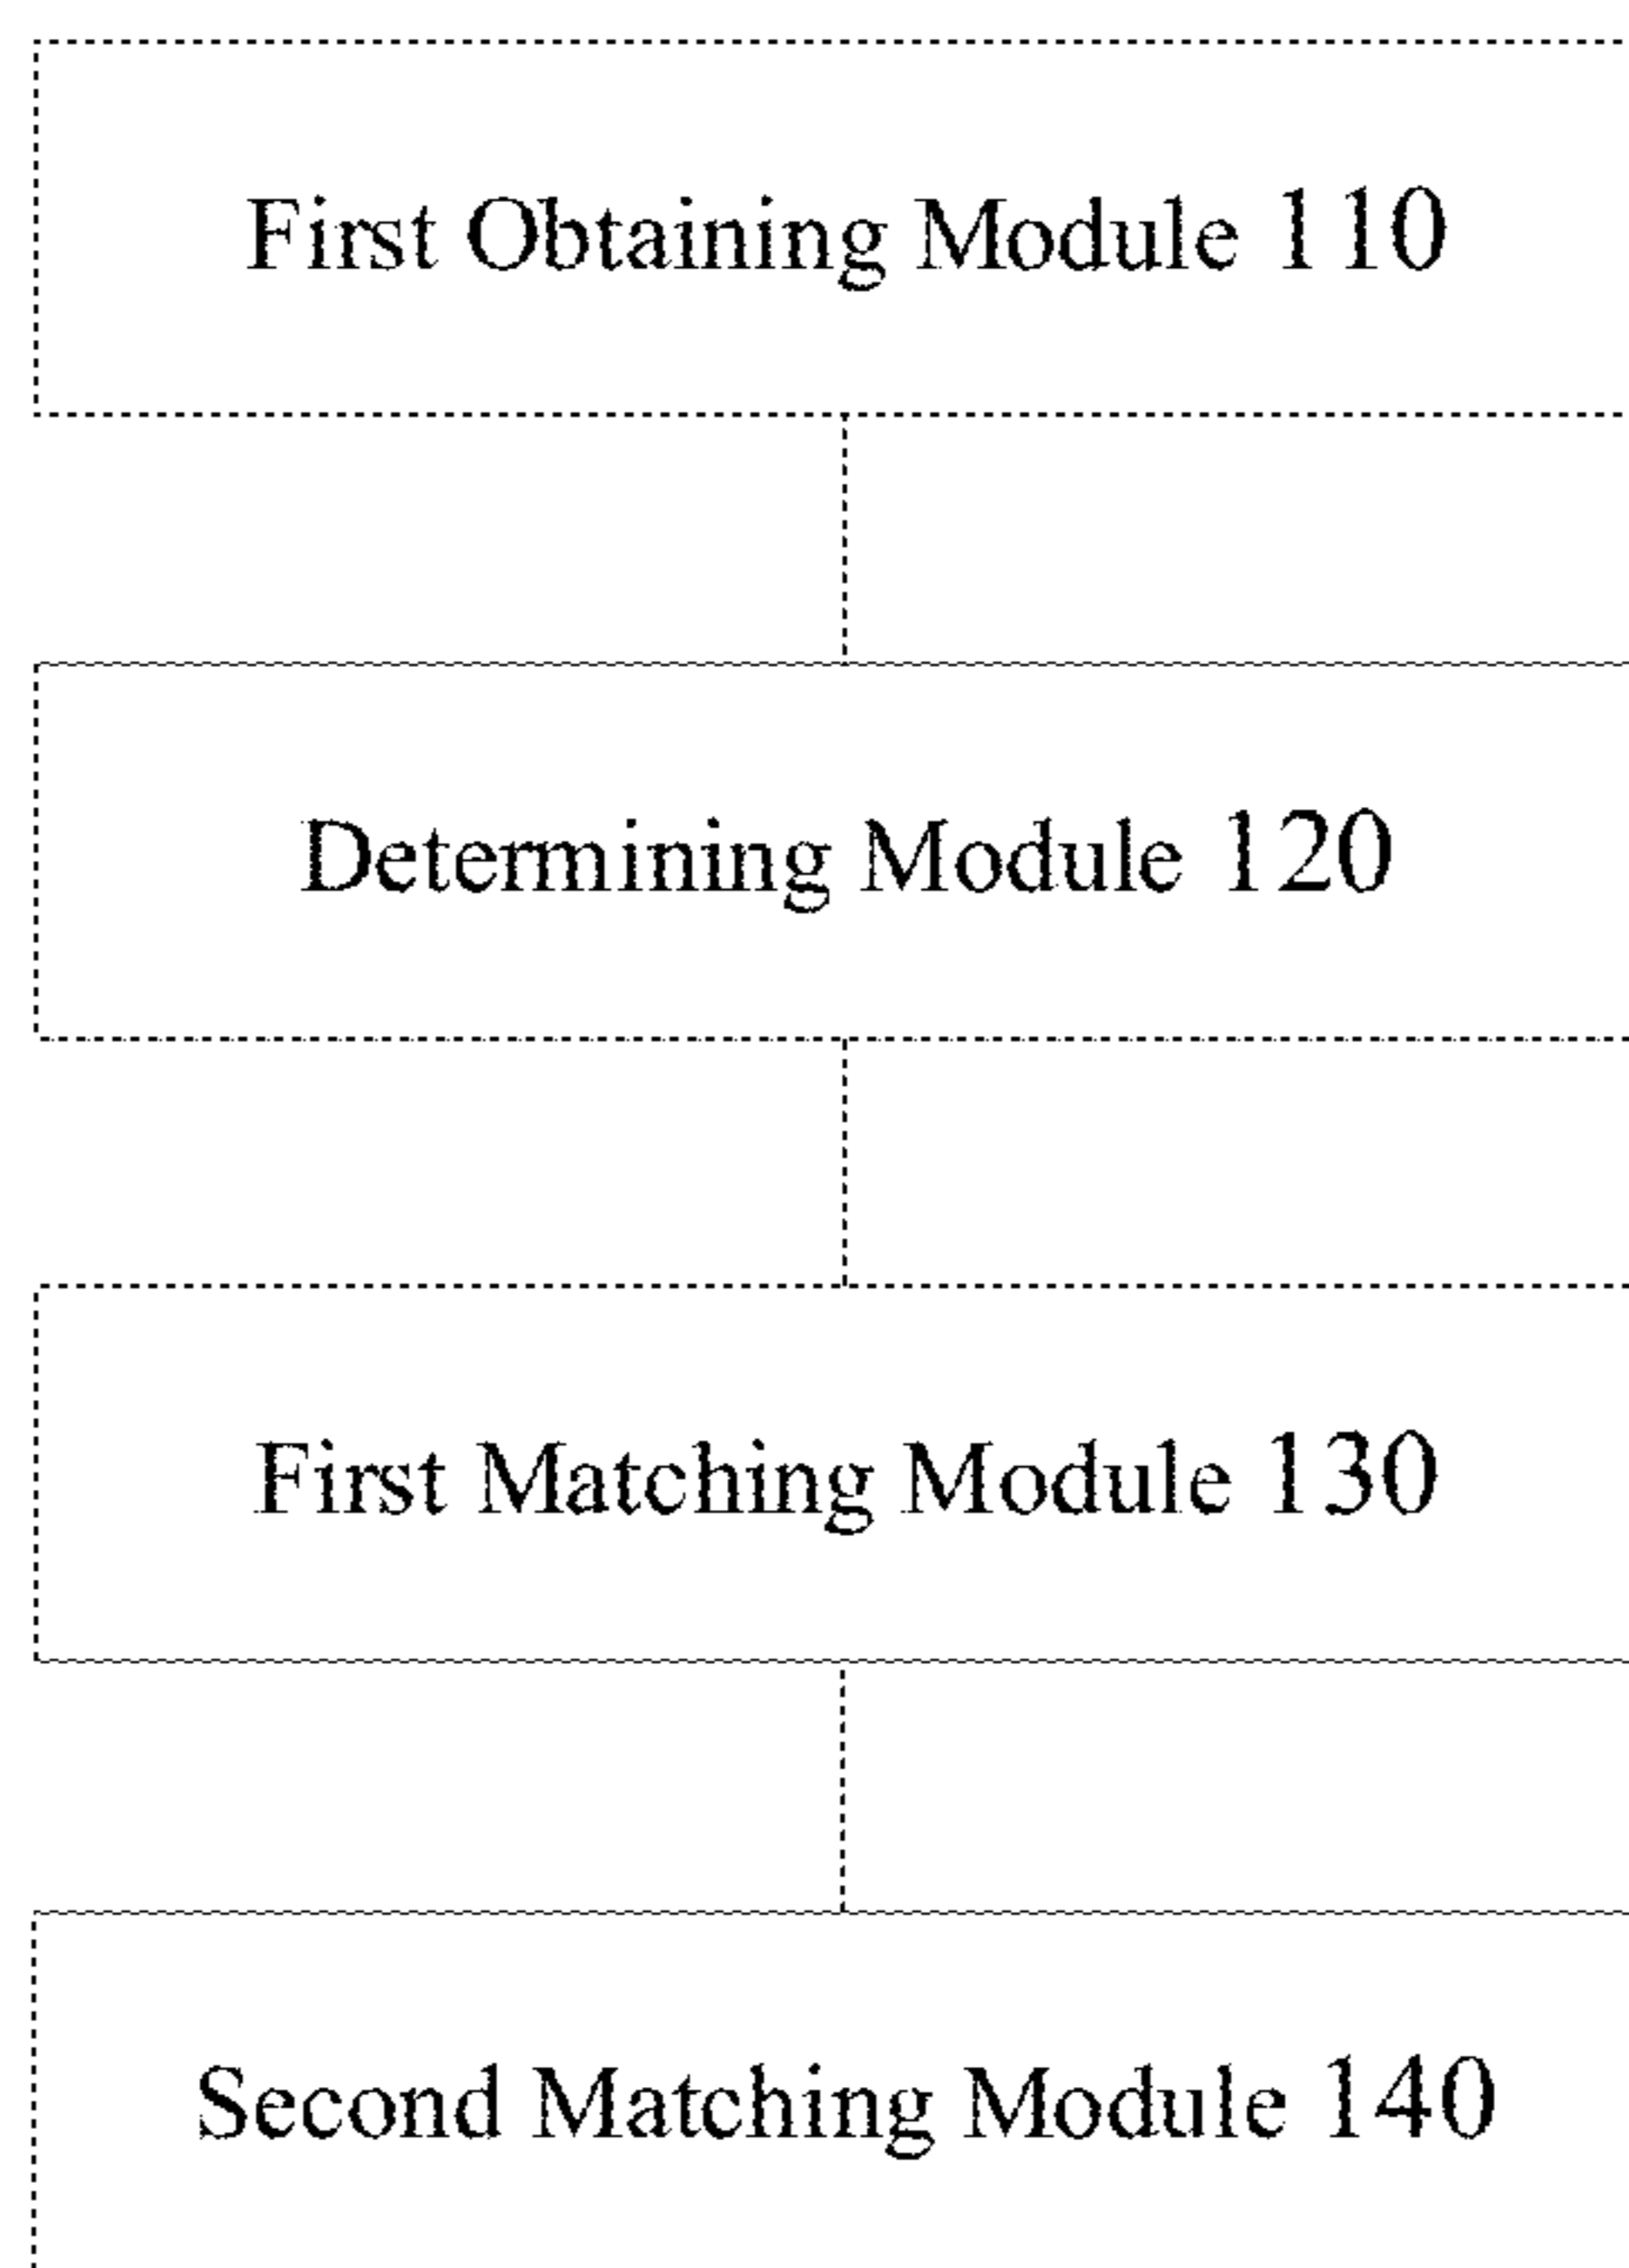 First Obtaining Module 110
Determining Module 120
First Matching Module 130
Second Matching Module 140